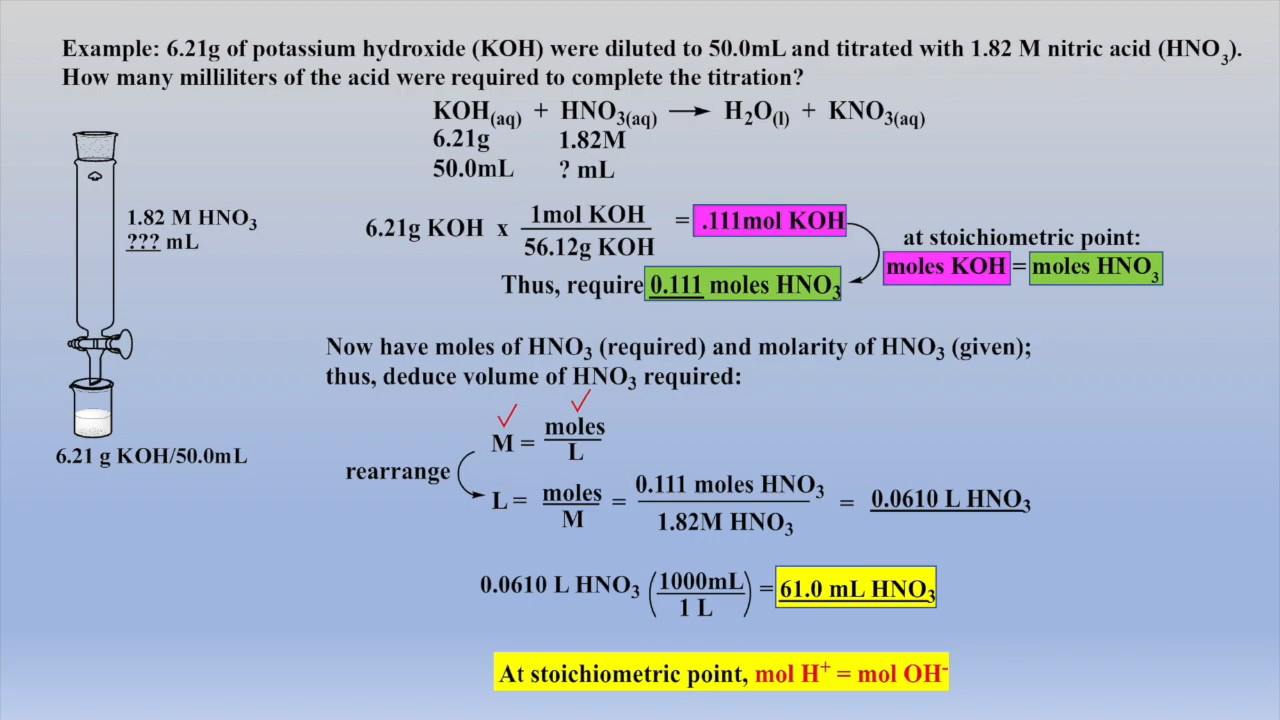 Example: 6.21g of potassium hydroxide (KOH) were diluted to 50.0mL and titrated with 1.82 M nitric acid (HNO₃).
How many milliliters of the acid were required to complete the titration?
KOH(aq) + HNO₃(aq) ⟶ H₂O(l) + KNO₃(aq)
6.21g 1.82M
50.0mL ? mL
1.82 M HNO₃
??? mL
6.21 g KOH/50.0mL
6.21g KOH x 1mol KOH / 56.12g KOH = .111mol KOH
at stoichiometric point:
moles KOH = moles HNO₃
Thus, require 0.111 moles HNO₃
Now have moles of HNO₃ (required) and molarity of HNO₃ (given);
thus, deduce volume of HNO₃ required:
M = moles / L
rearrange
L = moles / M = 0.111 moles HNO₃ / 1.82M HNO₃ = 0.0610 L HNO₃
0.0610 L HNO₃ (1000mL / 1 L) = 61.0 mL HNO₃
At stoichiometric point, mol H⁺ = mol OH⁻